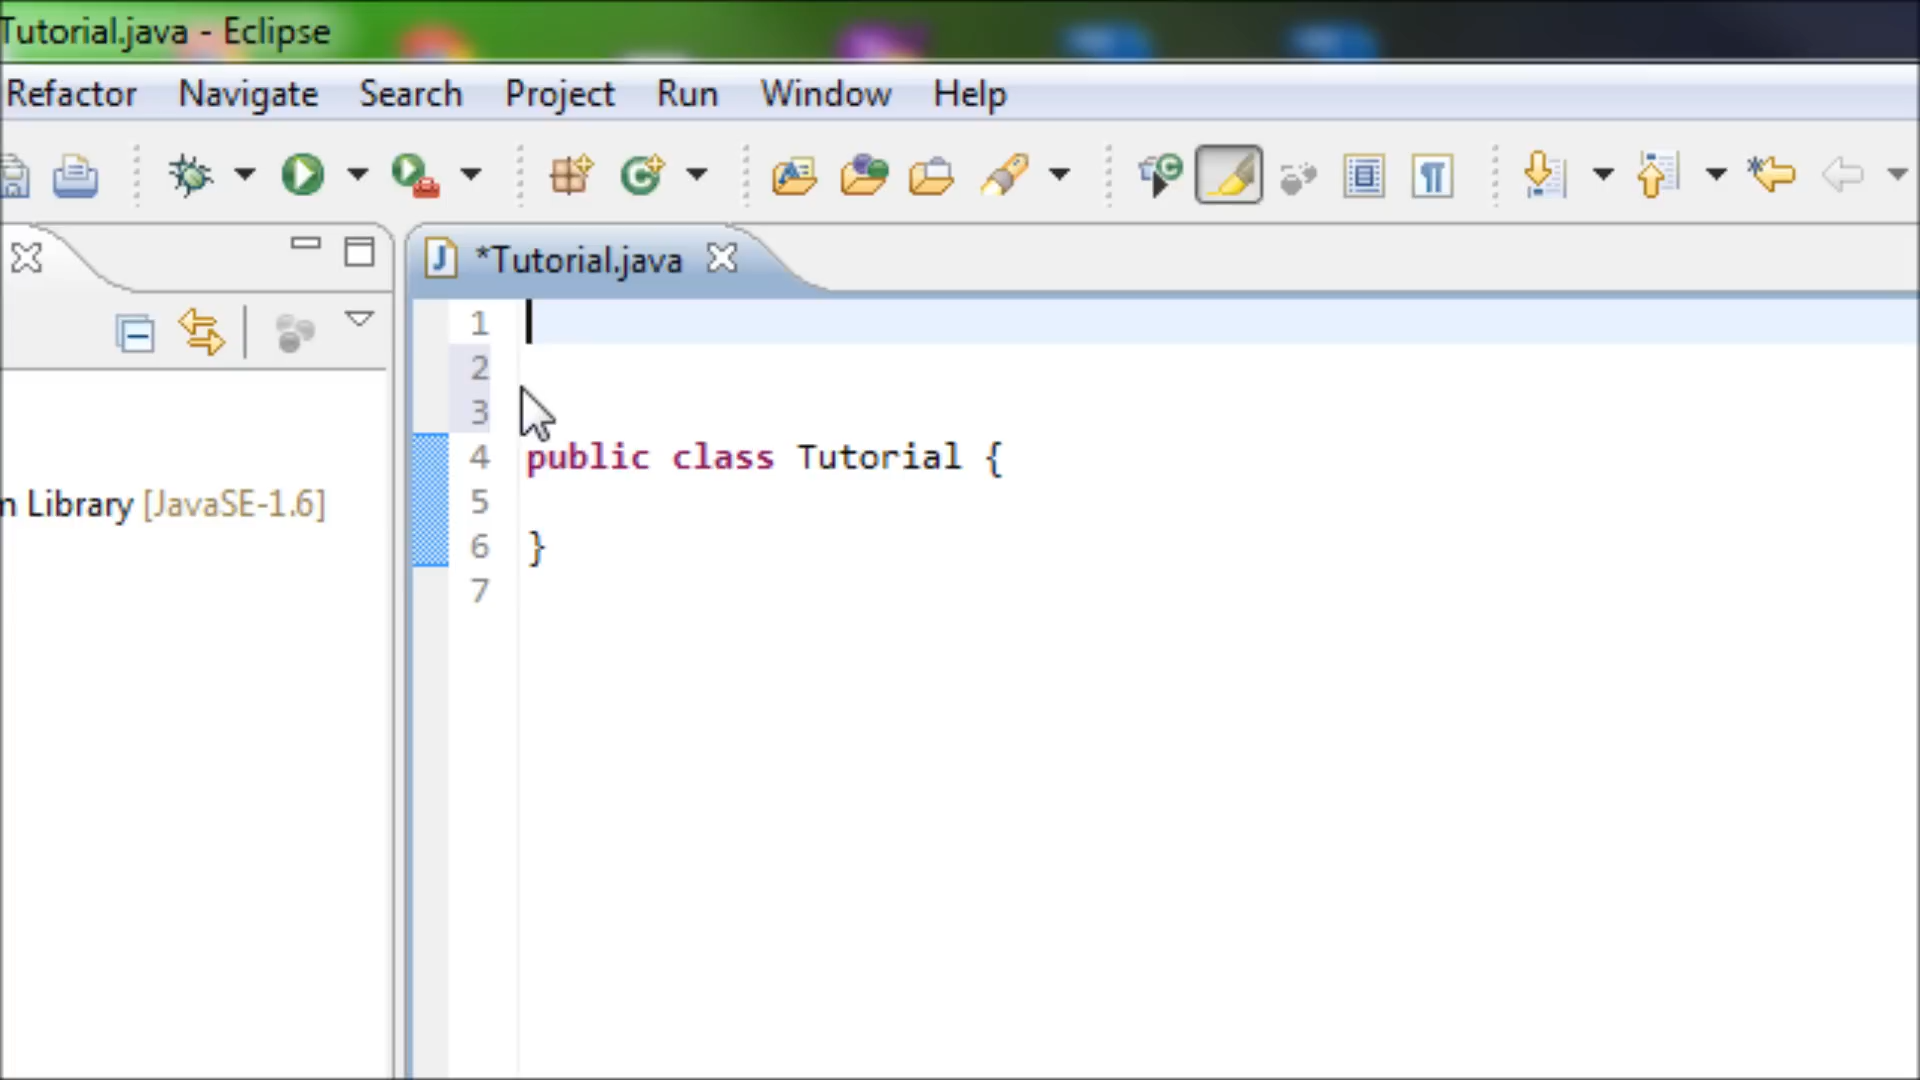 Tutorial.java - Eclipse
Refactor Navigate Search Project Run Window Help
*Tutorial.java
1
2
3
4 public class Tutorial {
5
6 }
7
Library [JavaSE-1.6]